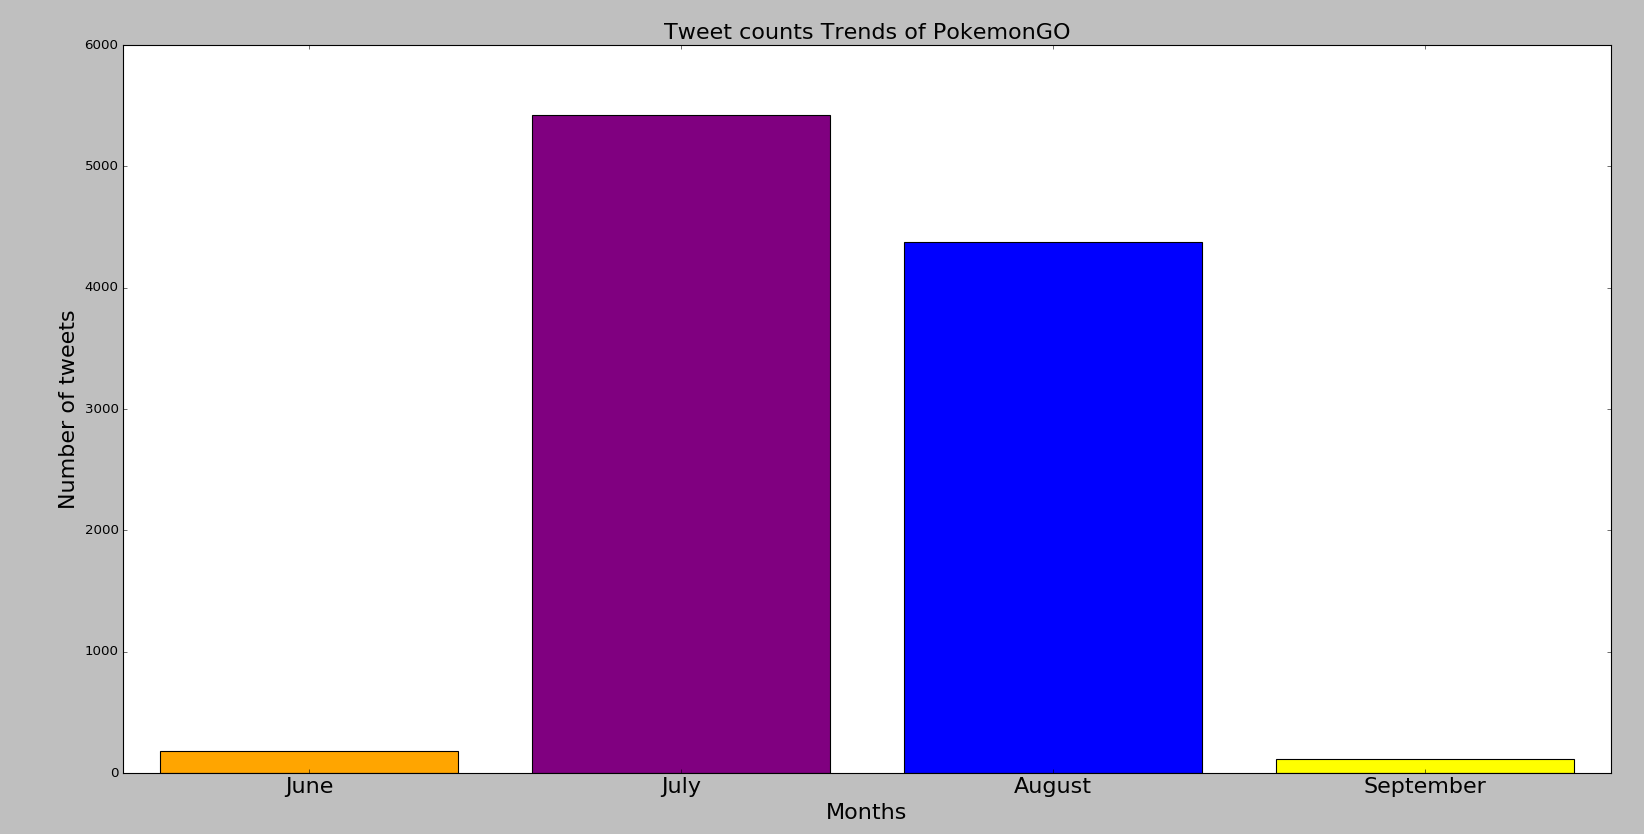 Tweet counts Trends of PokemonGO
6000
5000
4000
3000
2000
1000
0
Number of tweets
June July August September
Months